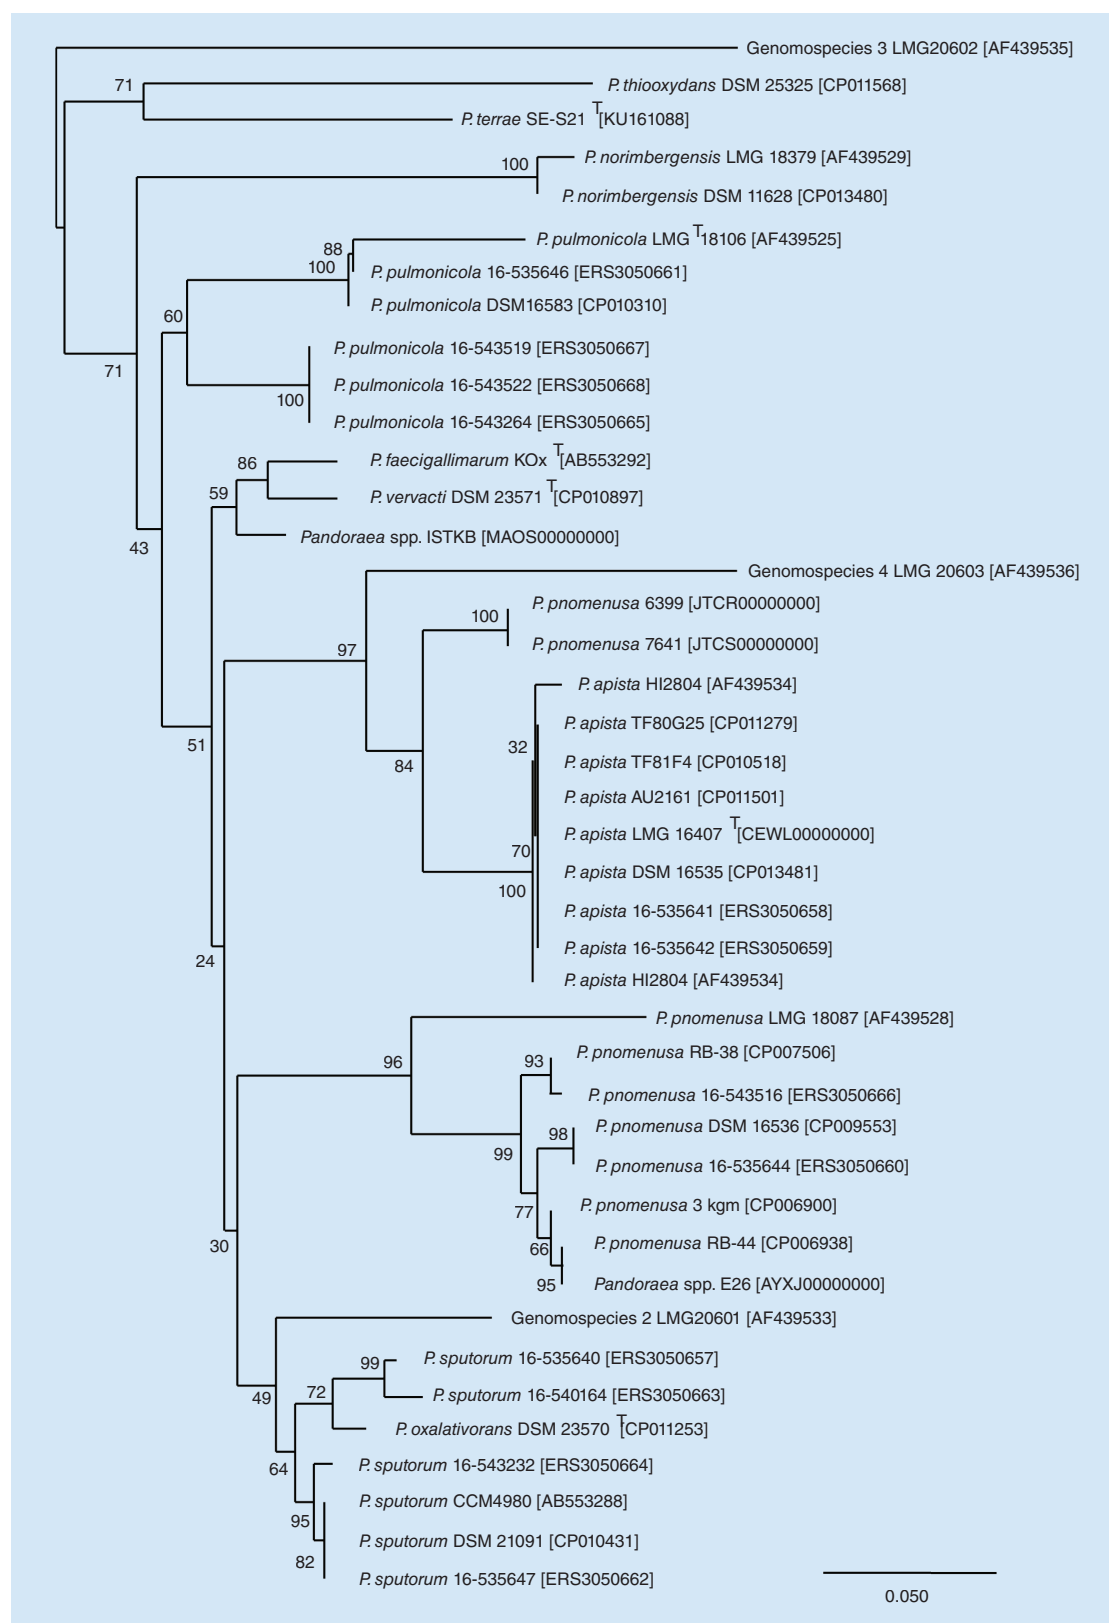 Genomospecies 3 LMG20602 [AF439535]
71
P. thiooxydans DSM 25325 [CP011568]
P. terrae SE-S21 T[KU161088]
P. norimbergensis LMG 18379 [AF439529]
100
P. norimbergensis DSM 11628 [CP013480]
P. pulmonicola LMG T18106 [AF439525]
88
100
P. pulmonicola 16-535646 [ERS3050661]
P. pulmonicola DSM16583 [CP010310]
60
P. pulmonicola 16-543519 [ERS3050667]
71
P. pulmonicola 16-543522 [ERS3050668]
100
P. pulmonicola 16-543264 [ERS3050665]
P. faecigallimarum KOx T[AB553292]
86
59
P. vervacti DSM 23571 T[CP010897]
Pandoraea spp. ISTKB [MAOS00000000]
43
Genomospecies 4 LMG 20603 [AF439536]
P. pnomenusa 6399 [JTCR00000000]
100
P. pnomenusa 7641 [JTCS00000000]
97
P. apista HI2804 [AF439534]
P. apista TF80G25 [CP011279]
51
32
84
P. apista TF81F4 [CP010518]
P. apista AU2161 [CP011501]
P. apista LMG 16407 T[CEWL00000000]
70
P. apista DSM 16535 [CP013481]
100
P. apista 16-535641 [ERS3050658]
P. apista 16-535642 [ERS3050659]
24
P. apista HI2804 [AF439534]
P. pnomenusa LMG 18087 [AF439528]
P. pnomenusa RB-38 [CP007506]
96
93
P. pnomenusa 16-543516 [ERS3050666]
P. pnomenusa DSM 16536 [CP009553]
98
99
P. pnomenusa 16-535644 [ERS3050660]
P. pnomenusa 3 kgm [CP006900]
77
30
66
P. pnomenusa RB-44 [CP006938]
95
Pandoraea spp. E26 [AYXJ00000000]
Genomospecies 2 LMG20601 [AF439533]
P. sputorum 16-535640 [ERS3050657]
99
72
49
P. sputorum 16-540164 [ERS3050663]
P. oxalativorans DSM 23570 T[CP011253]
64
P. sputorum 16-543232 [ERS3050664]
P. sputorum CCM4980 [AB553288]
95
P. sputorum DSM 21091 [CP010431]
82
P. sputorum 16-535647 [ERS3050662]
0.050